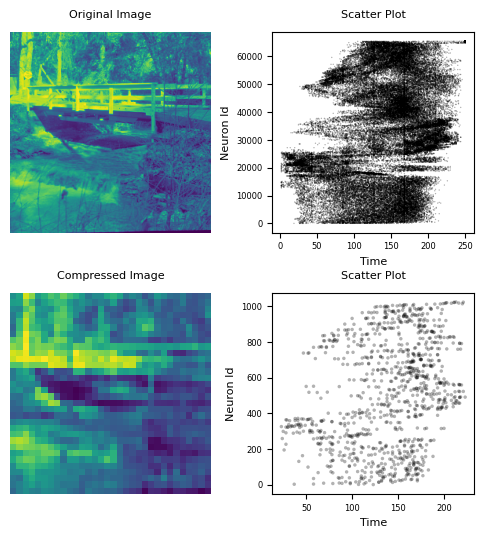 Original Image
Scatter Plot
60000
50000
40000
30000
20000
10000
0
Neuron Id
0 50 100 150 200 250
Time
Compressed Image
Scatter Plot
1000
800
600
400
200
0
Neuron Id
50 100 150 200
Time